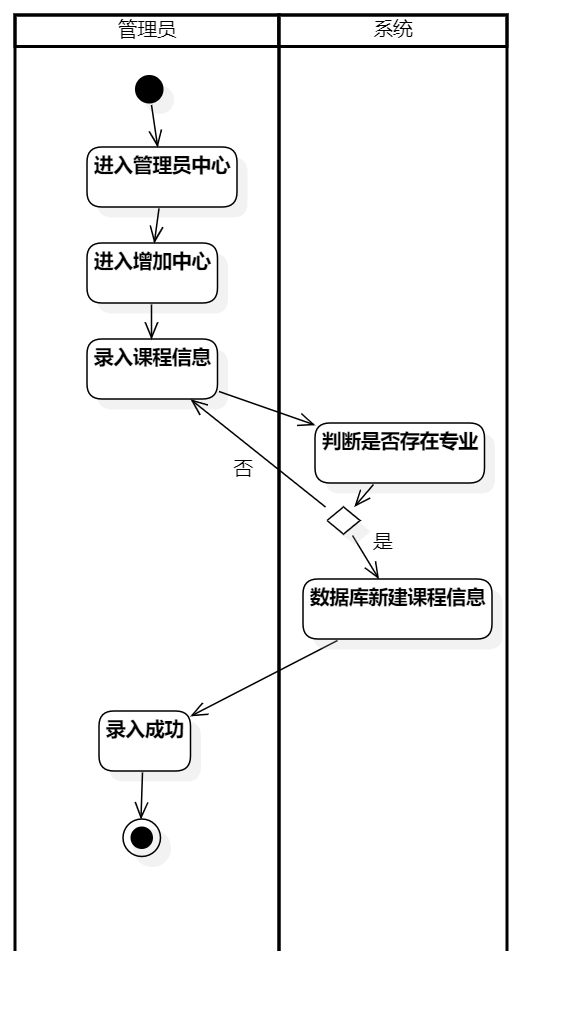 管理员
系统
进入管理员中心
进入增加中心
录入课程信息
判断是否存在专业
否
是
数据库新建课程信息
录入成功